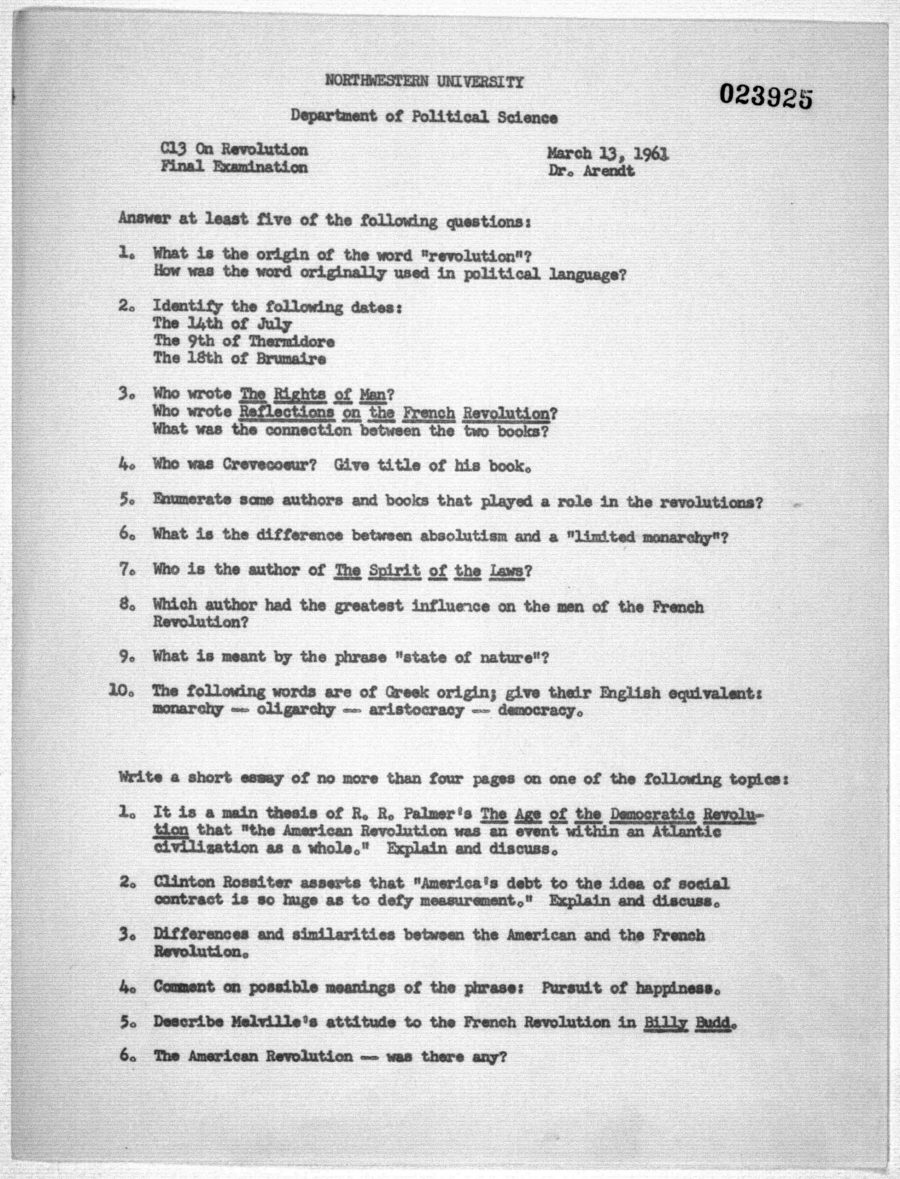 NORTHWESTERN UNIVERSITY
023925
Department of Political Science
C13 On Revolution
Final Examination
March 13, 1961
Dr. Arendt
Answer at least five of the following questions:
1. What is the origin of the word "revolution"?
How was the word originally used in political language?
2. Identify the following dates:
The 14th of July
The 9th of Thermidore
The 18th of Brumaire
3. Who wrote The Rights of Man?
Who wrote Reflections on the French Revolution?
What was the connection between the two books?
4. Who was Crevecoeur? Give title of his book.
5. Enumerate some authors and books that played a role in the revolutions?
6. What is the difference between absolutism and a "limited monarchy"?
7. Who is the author of The Spirit of the Laws?
8. Which author had the greatest influence on the men of the French
Revolution?
9. What is meant by the phrase "state of nature"?
10. The following words are of Greek origin; give their English equivalent:
monarchy -- oligarchy -- aristocracy -- democracy.
Write a short essay of no more than four pages on one of the following topics:
1. It is a main thesis of R. R. Palmer's The Age of the Democratic Revolu-
tion that "the American Revolution was an event within an Atlantic
civilization as a whole." Explain and discuss.
2. Clinton Rossiter asserts that "America's debt to the idea of social
contract is so huge as to defy measurement." Explain and discuss.
3. Differences and similarities between the American and the French
Revolution.
4. Comment on possible meanings of the phrase: Pursuit of happiness.
5. Describe Melville's attitude to the French Revolution in Billy Budd.
6. The American Revolution -- was there any?